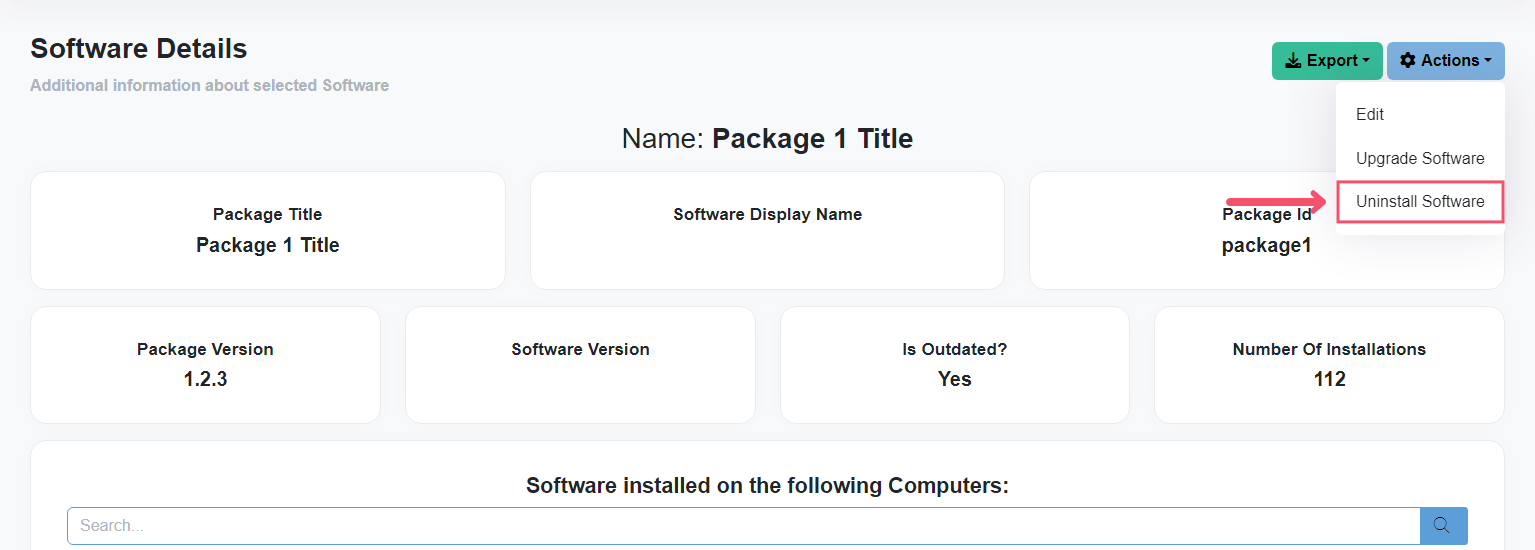 Software Details
Additional information about selected Software
Export
Actions
Edit
Upgrade Software
Uninstall Software
Name: Package 1 Title
Package Title
Package 1 Title
Software Display Name
Package Id
package1
Package Version
1.2.3
Software Version
Is Outdated?
Yes
Number Of Installations
112
Software installed on the following Computers:
Search...